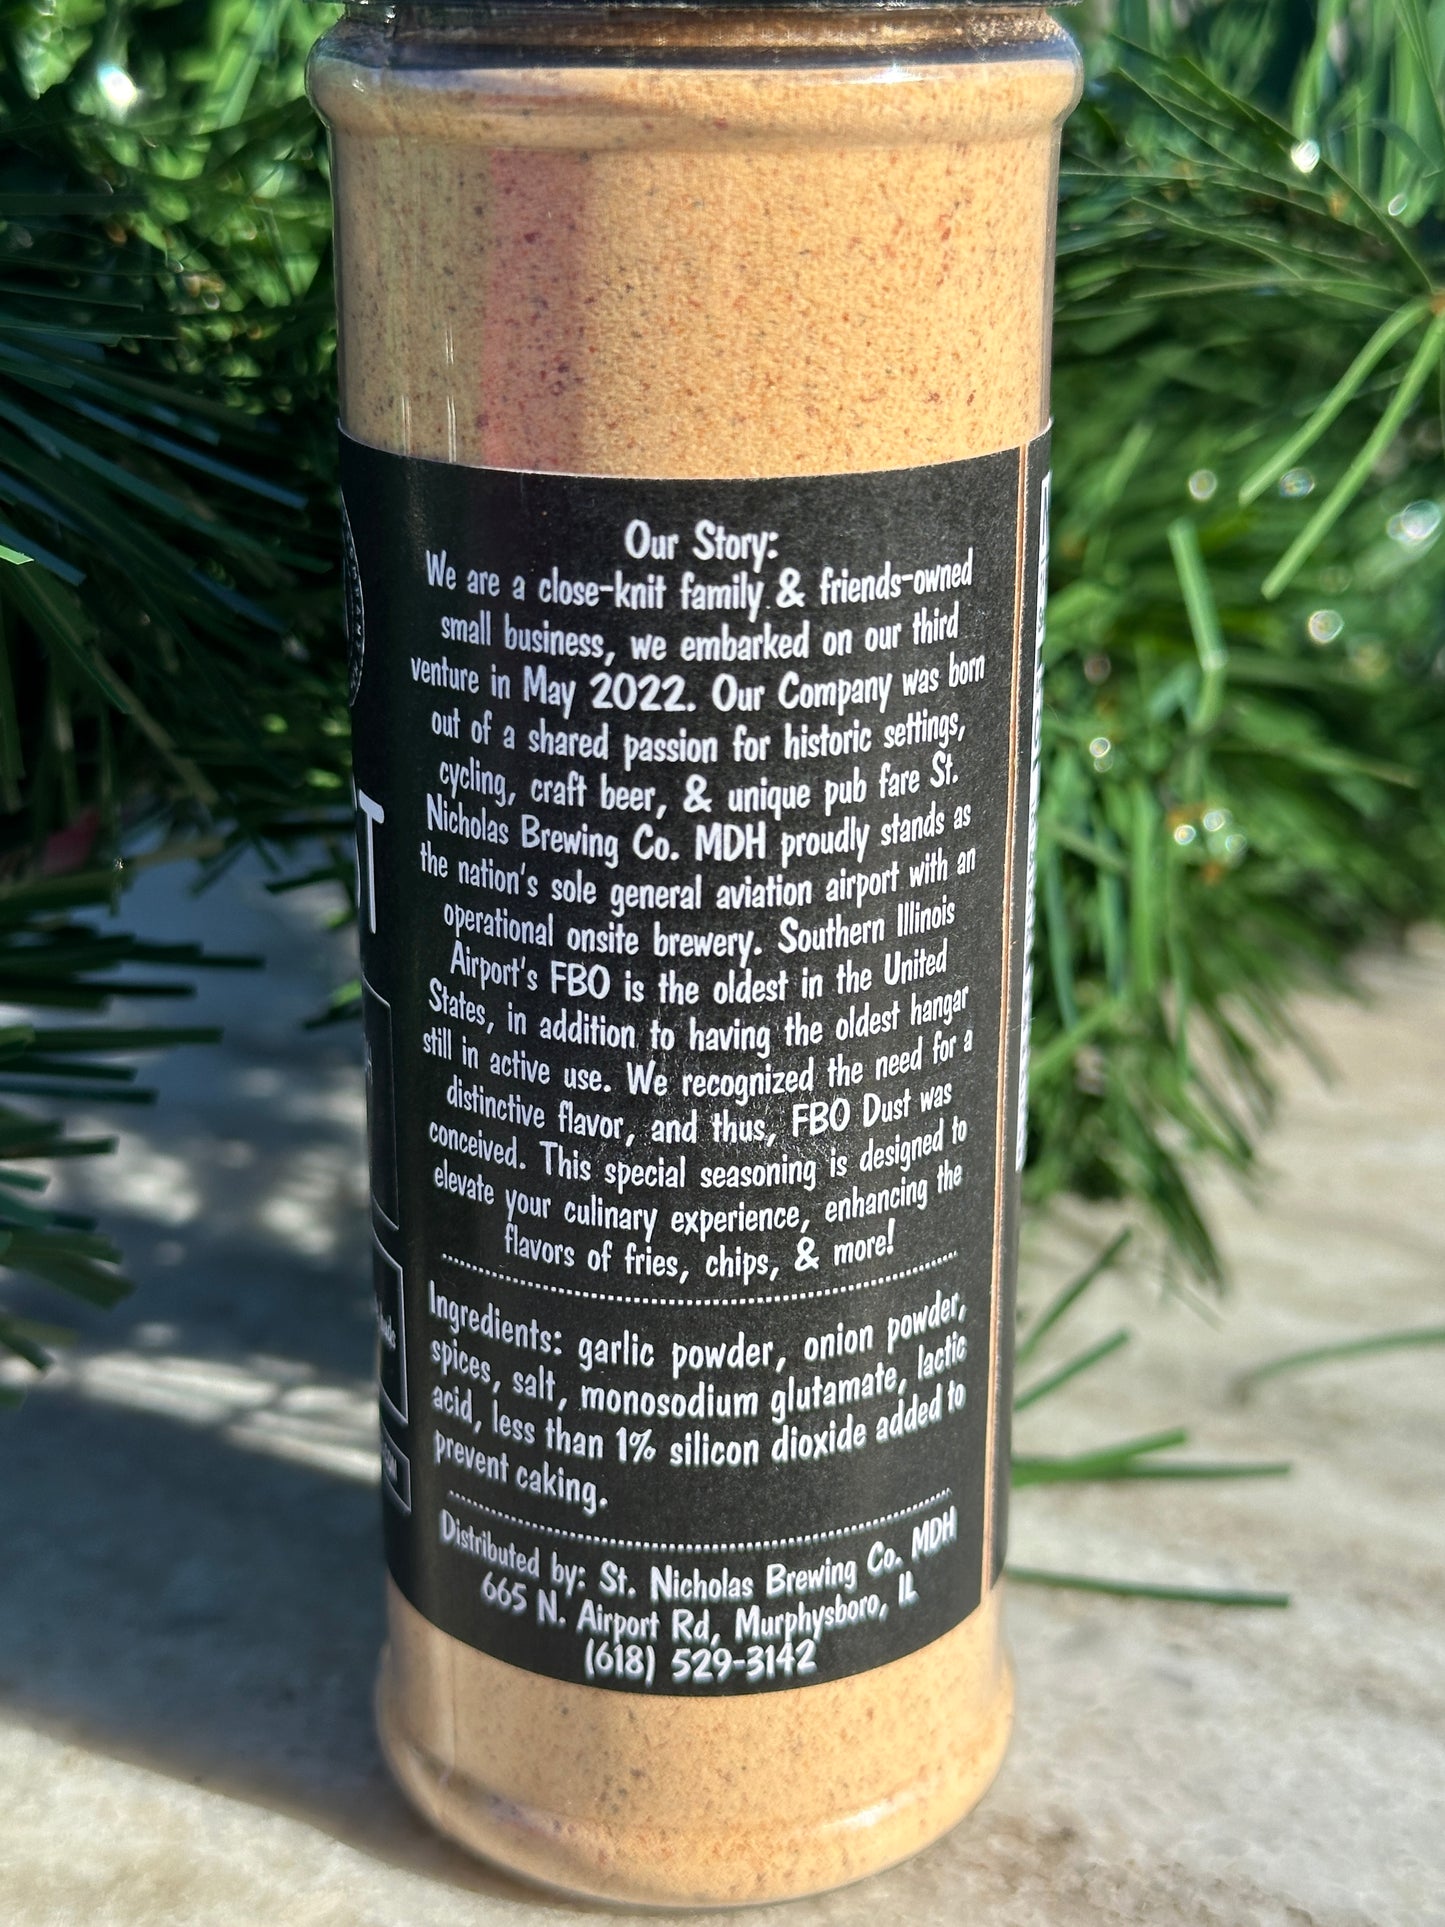 Our Story:
We are a close-knit family & friends-owned
small business, we embarked on our third
venture in May 2022. Our Company was born
out of a shared passion for historic settings,
cycling, craft beer, & unique pub fare St.
Nicholas Brewing Co. MDH proudly stands as
the nation's sole general aviation airport with an
operational onsite brewery. Southern Illinois
Airport's FBO is the oldest in the United
States, in addition to having the oldest hangar
still in active use. We recognized the need for a
distinctive flavor, and thus, FBO Dust was
conceived. This special seasoning is designed to
elevate your culinary experience, enhancing the
flavors of fries, chips, & more!
Ingredients: garlic powder, onion powder,
spices, salt, monosodium glutamate, lactic
acid, less than 1% silicon dioxide added to
prevent caking.
Distributed by: St. Nicholas Brewing Co. MDH
665 N. Airport Rd, Murphysboro, IL
(618) 529-3142